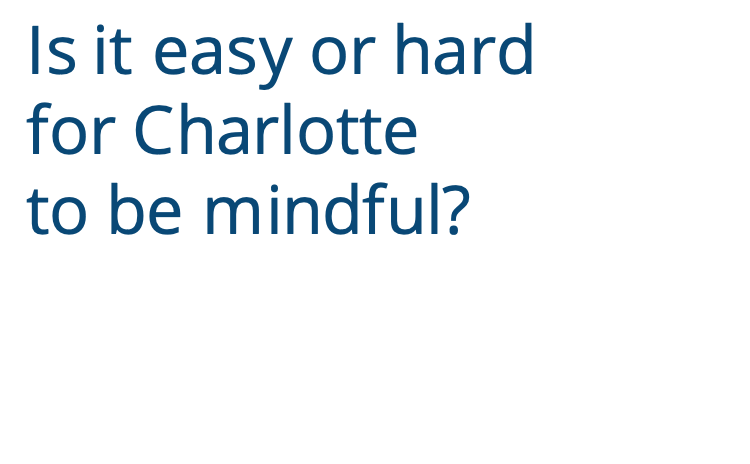 Is it easy or hard
for Charlotte
to be mindful?